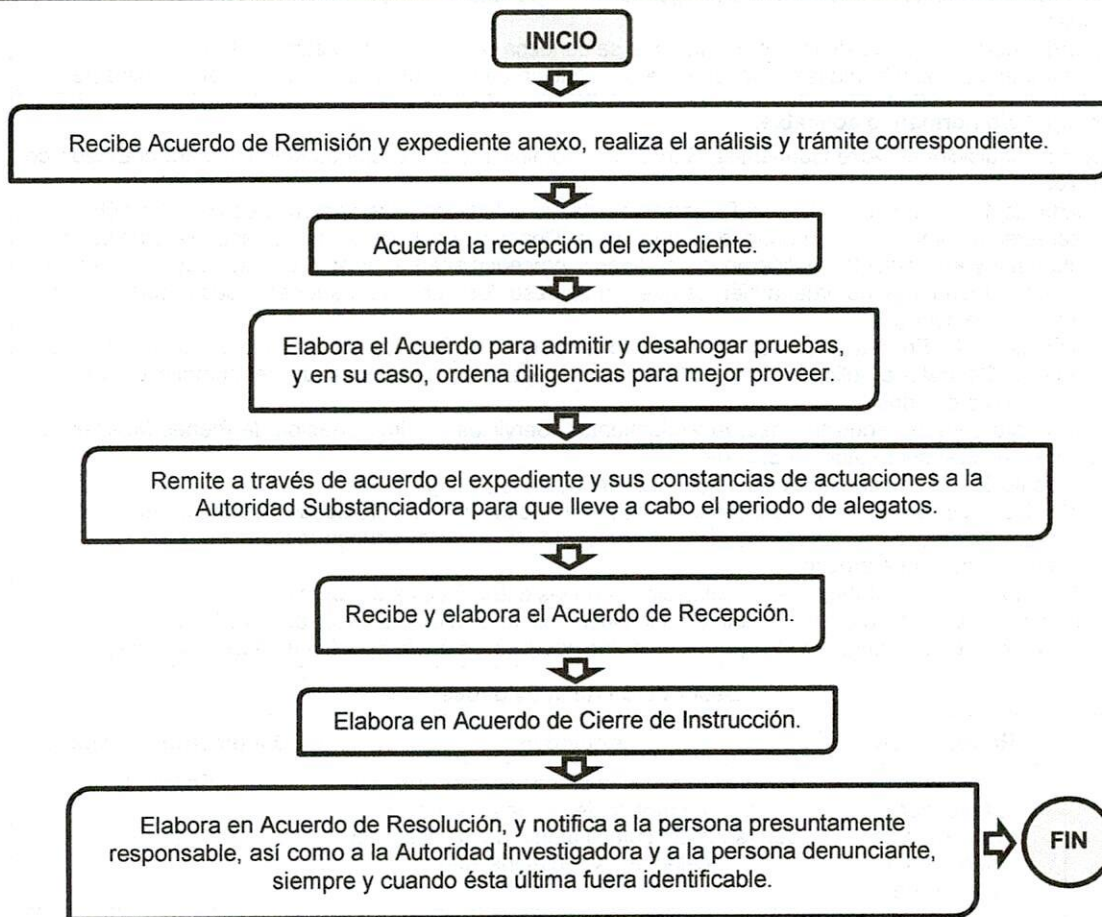 INICIO
Recibe Acuerdo de Remisión y expediente anexo, realiza el análisis y trámite correspondiente.
Acuerda la recepción del expediente.
Elabora el Acuerdo para admitir y desahogar pruebas,
y en su caso, ordena diligencias para mejor proveer.
Remite a través de acuerdo el expediente y sus constancias de actuaciones a la
Autoridad Substanciadora para que lleve a cabo el periodo de alegatos.
Recibe y elabora el Acuerdo de Recepción.
Elabora en Acuerdo de Cierre de Instrucción.
Elabora en Acuerdo de Resolución, y notifica a la persona presuntamente
responsable, así como a la Autoridad Investigadora y a la persona denunciante,
siempre y cuando ésta última fuera identificable.
FIN